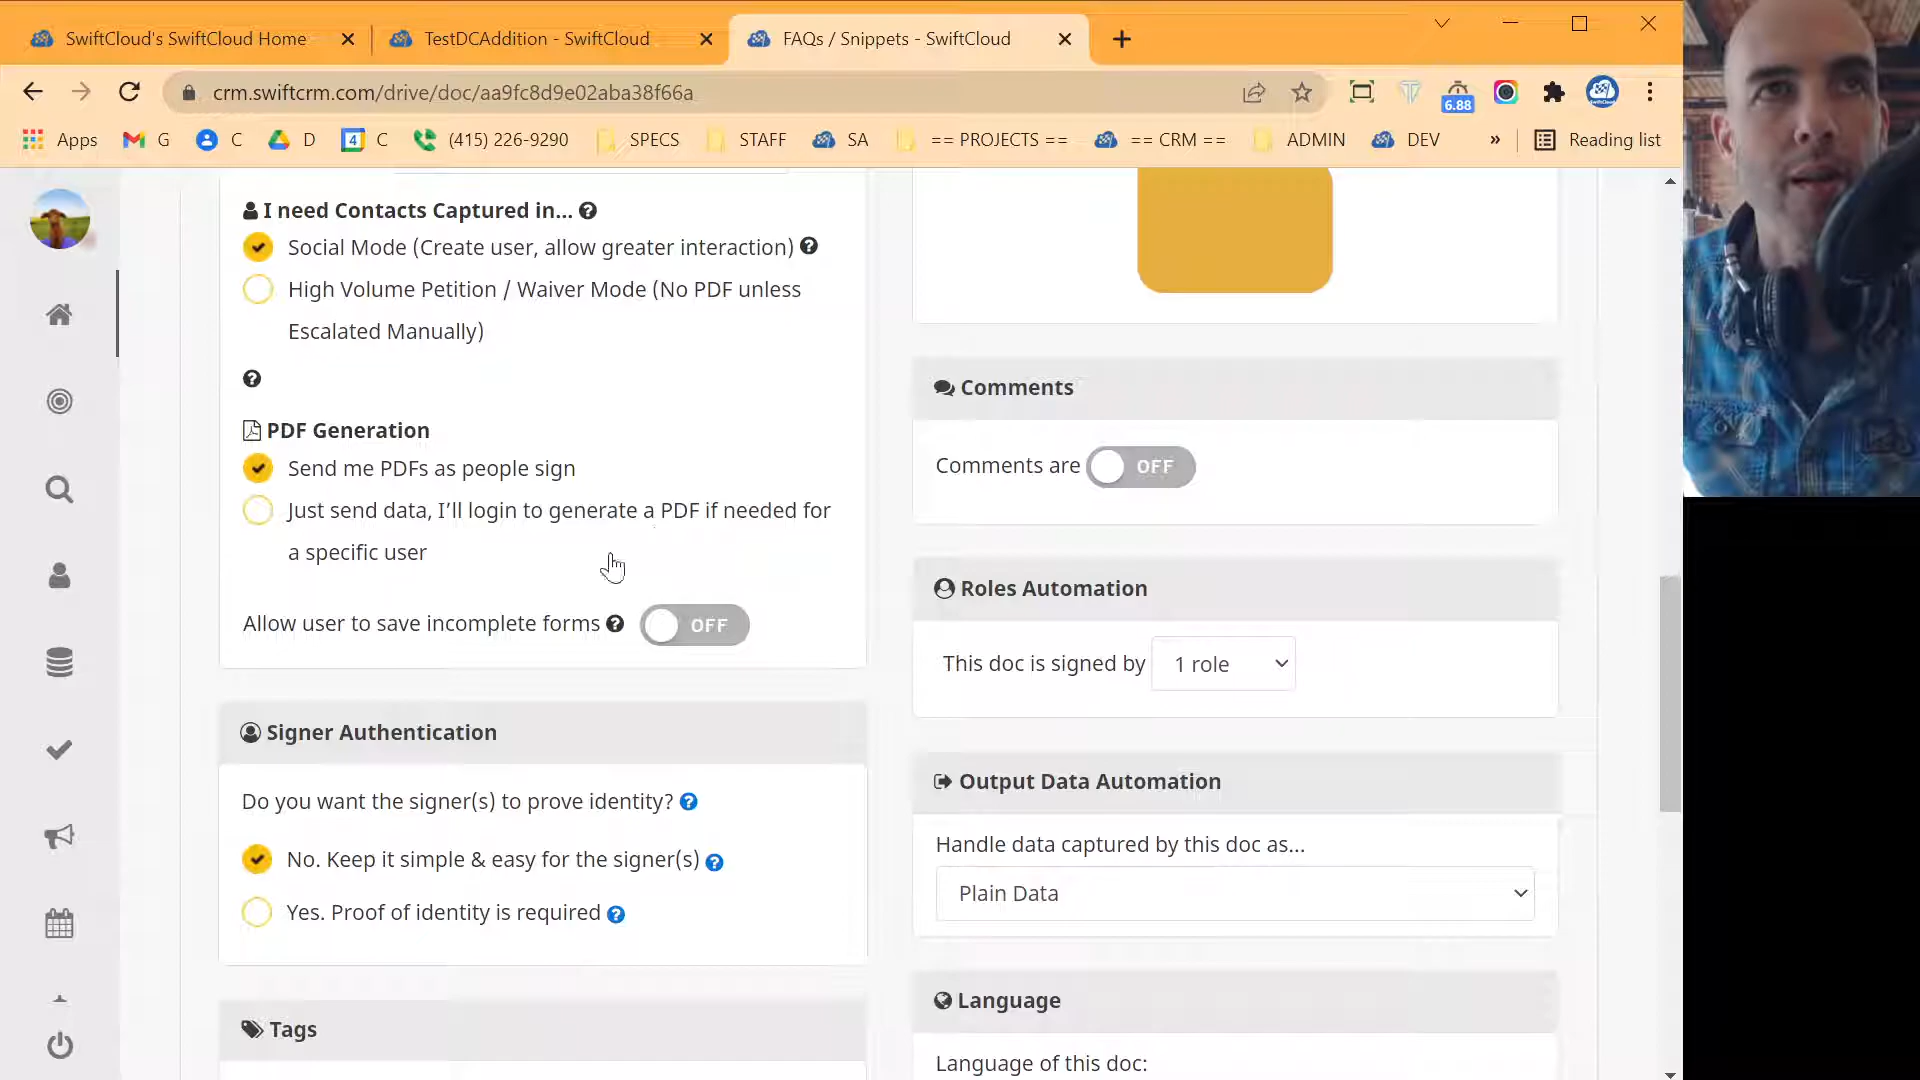 SwiftCloud's SwiftCloud Home
TestDCAddition - SwiftCloud
FAQs / Snippets - SwiftCloud
crm.swiftcrm.com/drive/doc/aa9fc8d9e02aba38f66a
6.88
Apps
G
C
D
4
C
(415) 226-9290
SPECS
STAFF
SA
== PROJECTS ==
== CRM ==
ADMIN
DEV
»
Reading list
I need Contacts Captured in...
Social Mode (Create user, allow greater interaction)
High Volume Petition / Waiver Mode (No PDF unless
Escalated Manually)
PDF Generation
Send me PDFs as people sign
Just send data, I’ll login to generate a PDF if needed for
a specific user
Allow user to save incomplete forms
OFF
Signer Authentication
Do you want the signer(s) to prove identity?
No. Keep it simple & easy for the signer(s)
Yes. Proof of identity is required
Tags
Comments
Comments are OFF
Roles Automation
This doc is signed by 1 role
Output Data Automation
Handle data captured by this doc as...
Plain Data
Language
Language of this doc: